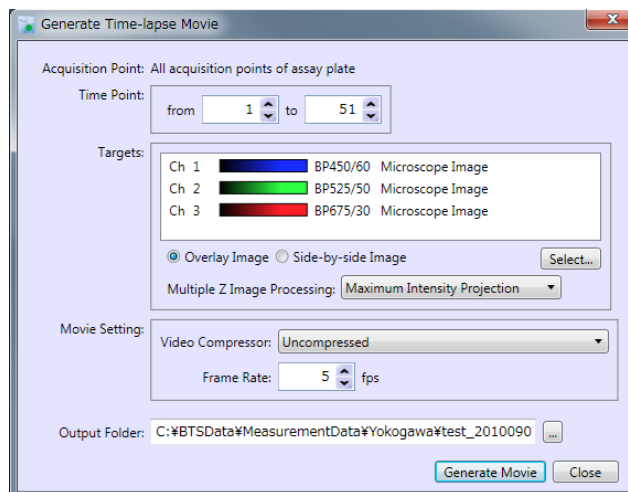 Generate Time-lapse Movie
Acquisition Point: All acquisition points of assay plate
Time Point: from 1 to 51
Targets:
Ch 1 BP450/60 Microscope Image
Ch 2 BP525/50 Microscope Image
Ch 3 BP675/30 Microscope Image
Overlay Image Side-by-side Image Select...
Multiple Z Image Processing: Maximum Intensity Projection
Movie Setting:
Video Compressor: Uncompressed
Frame Rate: 5 fps
Output Folder: C:¥BTSData¥MeasurementData¥Yokogawa¥test_2010090 ...
Generate Movie Close